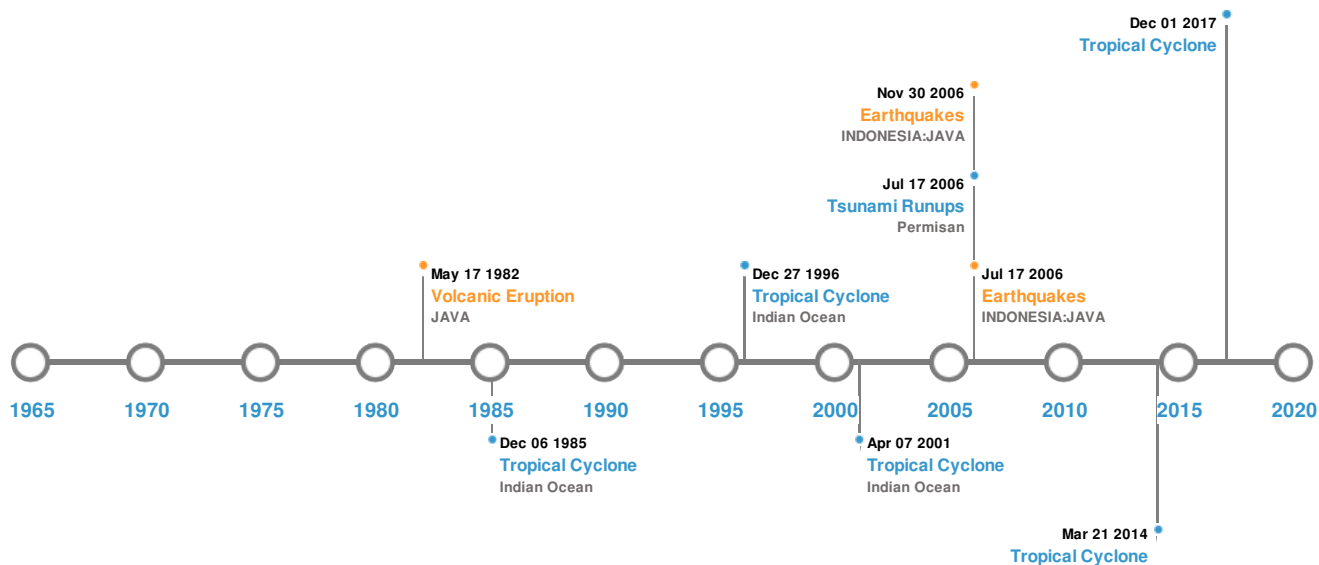 Dec 01 2017
Tropical Cyclone
Nov 30 2006
Earthquakes
INDONESIA:JAVA
Jul 17 2006
Tsunami Runups
Permisan
May 17 1982
Volcanic Eruption
JAVA
Dec 27 1996
Tropical Cyclone
Indian Ocean
Jul 17 2006
Earthquakes
INDONESIA:JAVA
1965 1970 1975 1980 1985 1990 1995 2000 2005 2010 2015 2020
Dec 06 1985
Tropical Cyclone
Indian Ocean
Apr 07 2001
Tropical Cyclone
Indian Ocean
Mar 21 2014
Tropical Cyclone